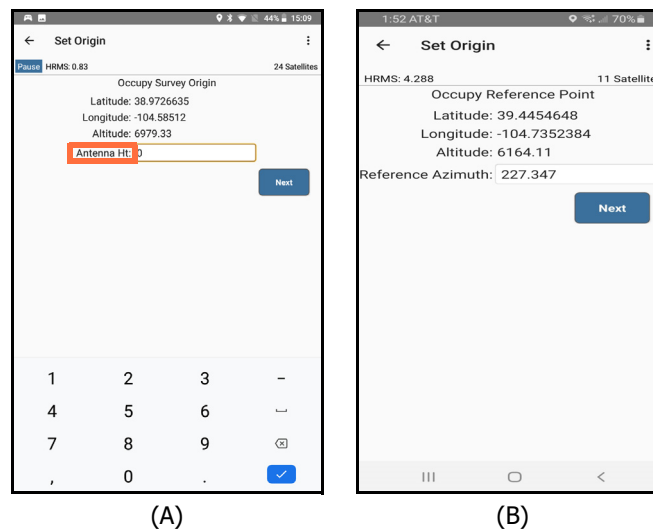 44% 15:09
← Set Origin
Pause HRMS: 0.83 24 Satellites
Occupy Survey Origin
Latitude: 38.9726635
Longitude: -104.58512
Altitude: 6979.33
Antenna Ht: 0
Next
1 2 3 –
4 5 6
7 8 9
, 0 .
(A)
1:52 AT&T 70%
← Set Origin
HRMS: 4.288 11 Satellite
Occupy Reference Point
Latitude: 39.4454648
Longitude: -104.7352384
Altitude: 6164.11
Reference Azimuth: 227.347
Next
(B)